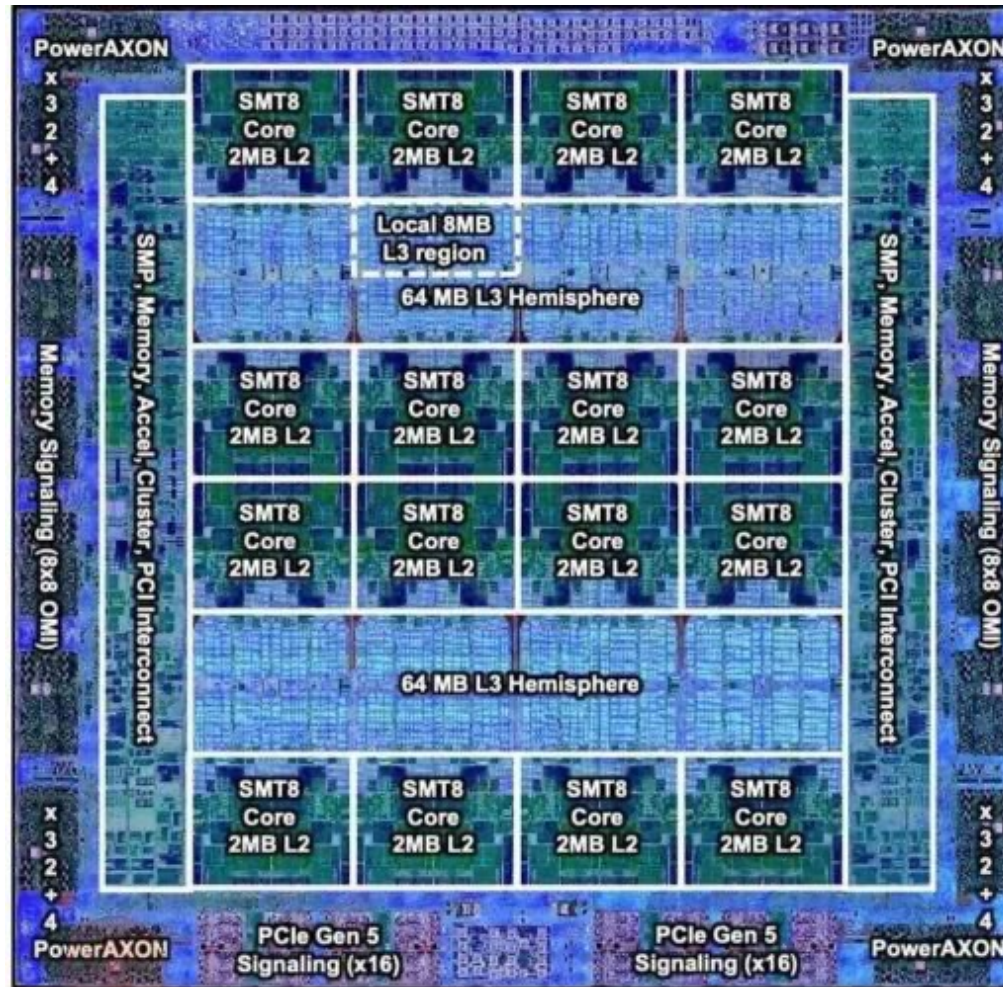 PowerAXON
PowerAXON
x
3
2
+
4
x
3
2
+
4
SMT8
Core
2MB L2
SMT8
Core
2MB L2
SMT8
Core
2MB L2
SMT8
Core
2MB L2
Local 8MB
L3 region
64 MB L3 Hemisphere
SMP, Memory, Accel, Cluster, PCI Interconnect
SMP, Memory, Accel, Cluster, PCI Interconnect
Memory Signaling (8x8 OMI)
Memory Signaling (8x8 OMI)
SMT8
Core
2MB L2
SMT8
Core
2MB L2
SMT8
Core
2MB L2
SMT8
Core
2MB L2
SMT8
Core
2MB L2
SMT8
Core
2MB L2
SMT8
Core
2MB L2
SMT8
Core
2MB L2
64 MB L3 Hemisphere
SMT8
Core
2MB L2
SMT8
Core
2MB L2
SMT8
Core
2MB L2
SMT8
Core
2MB L2
x
3
2
+
4
x
3
2
+
4
PowerAXON
PCIe Gen 5
Signaling (x16)
PCIe Gen 5
Signaling (x16)
PowerAXON